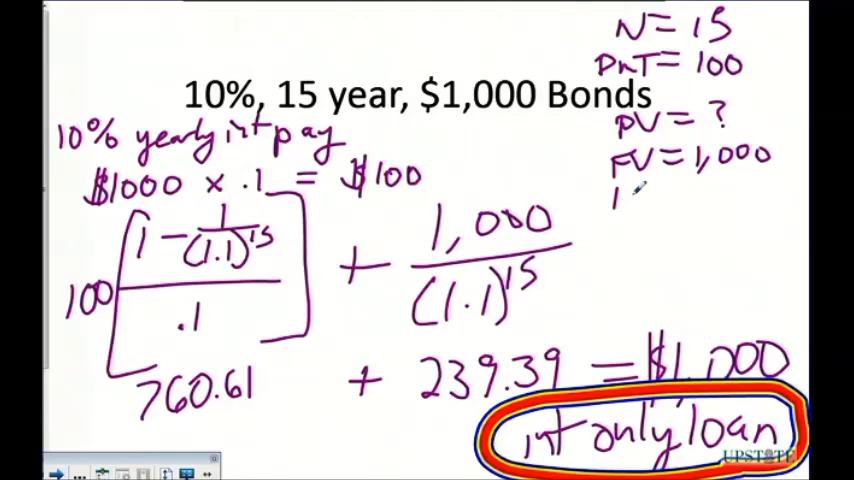 N = 15
PMT = 100
10%, 15 year, $1,000 Bonds
PV = ?
10% yearly int pay
FV = 1,000
$1000 x .1 = $100
I
100 [ 1 - 1 / (1.1)^15 / .1 ] + 1,000 / (1.1)^15
760.61 + 239.39 = $1,000
int only loan
UPSTATE